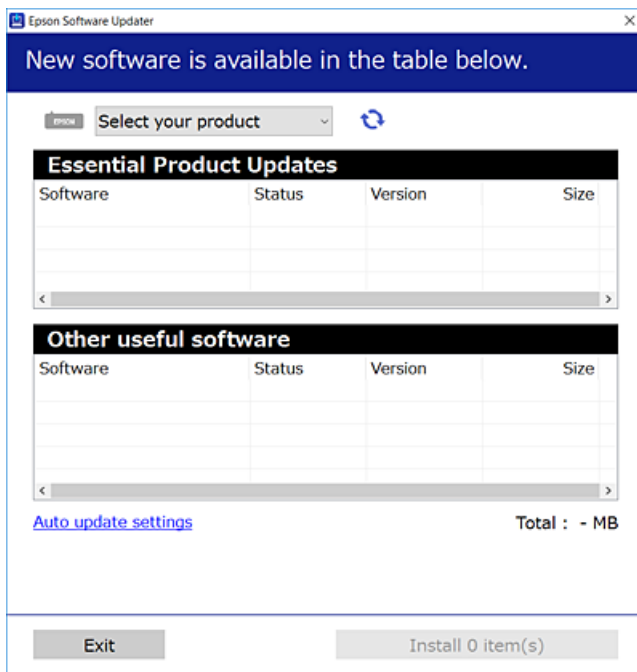 Epson Software Updater
New software is available in the table below.
EPSON Select your product
Essential Product Updates
Software Status Version Size
Other useful software
Software Status Version Size
Auto update settings Total : - MB
Exit Install 0 item(s)